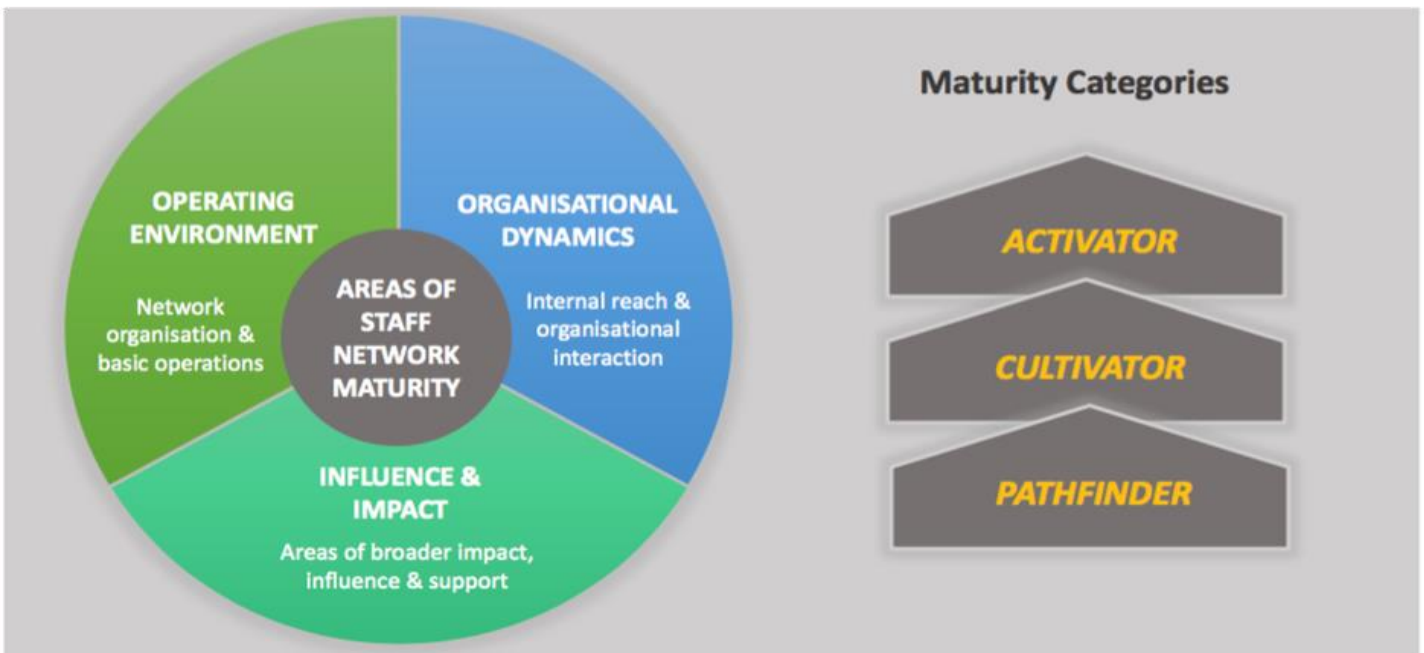 OPERATING
ENVIRONMENT
Network
organisation &
basic operations
ORGANISATIONAL
DYNAMICS
Internal reach &
organisational
interaction
AREAS OF
STAFF
NETWORK
MATURITY
INFLUENCE &
IMPACT
Areas of broader impact,
influence & support
Maturity Categories
ACTIVATOR
CULTIVATOR
PATHFINDER